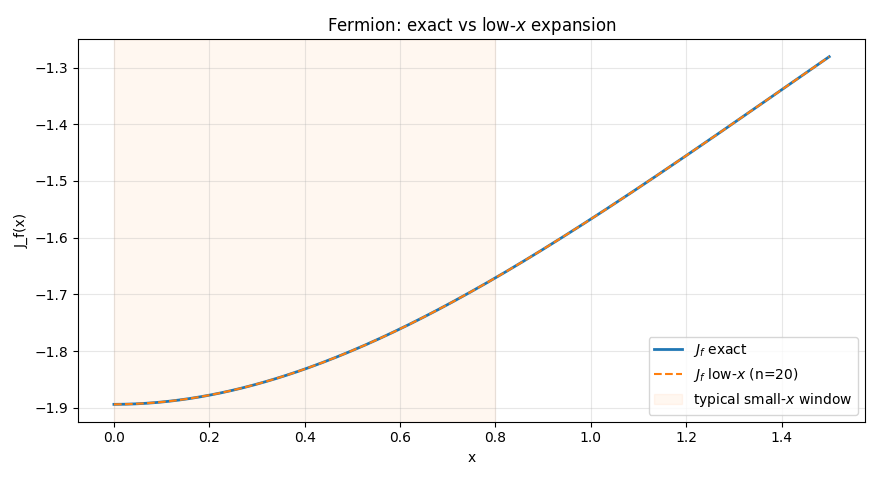 Fermion: exact vs low-x expansion
J_f(x)
−1.3
−1.4
−1.5
−1.6
−1.7
−1.8
−1.9
0.0 0.2 0.4 0.6 0.8 1.0 1.2 1.4
x
J_f exact
J_f low-x (n=20)
typical small-x window